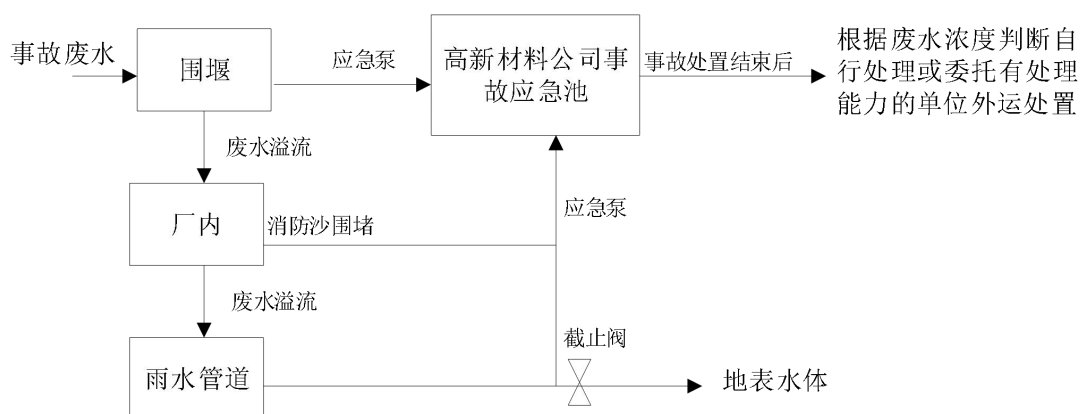 事故废水
围堰
应急泵
高新材料公司事
故应急池
事故处置结束后
根据废水浓度判断自
行处理或委托有处理
能力的单位外运处置
废水溢流
厂内
消防沙围堵
应急泵
废水溢流
雨水管道
截止阀
地表水体